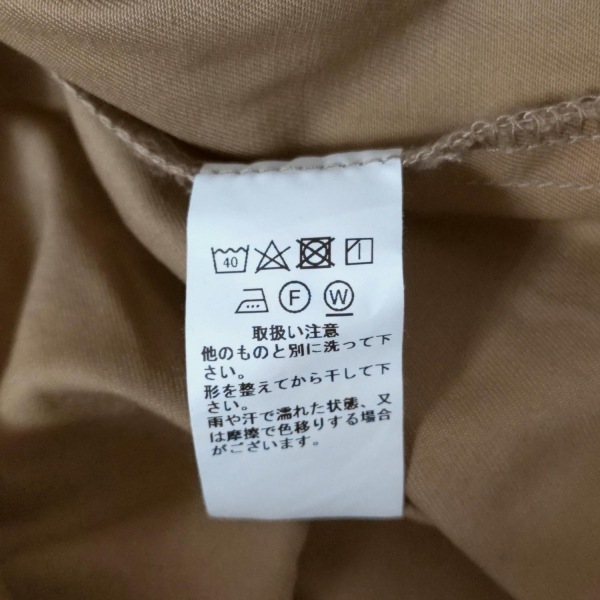 40
F W
取扱い注意
他のものと別に洗って下
さい。
形を整えてから干して下
さい。
雨や汗で濡れた状態、又
は摩擦で色移りする場合
がございます。